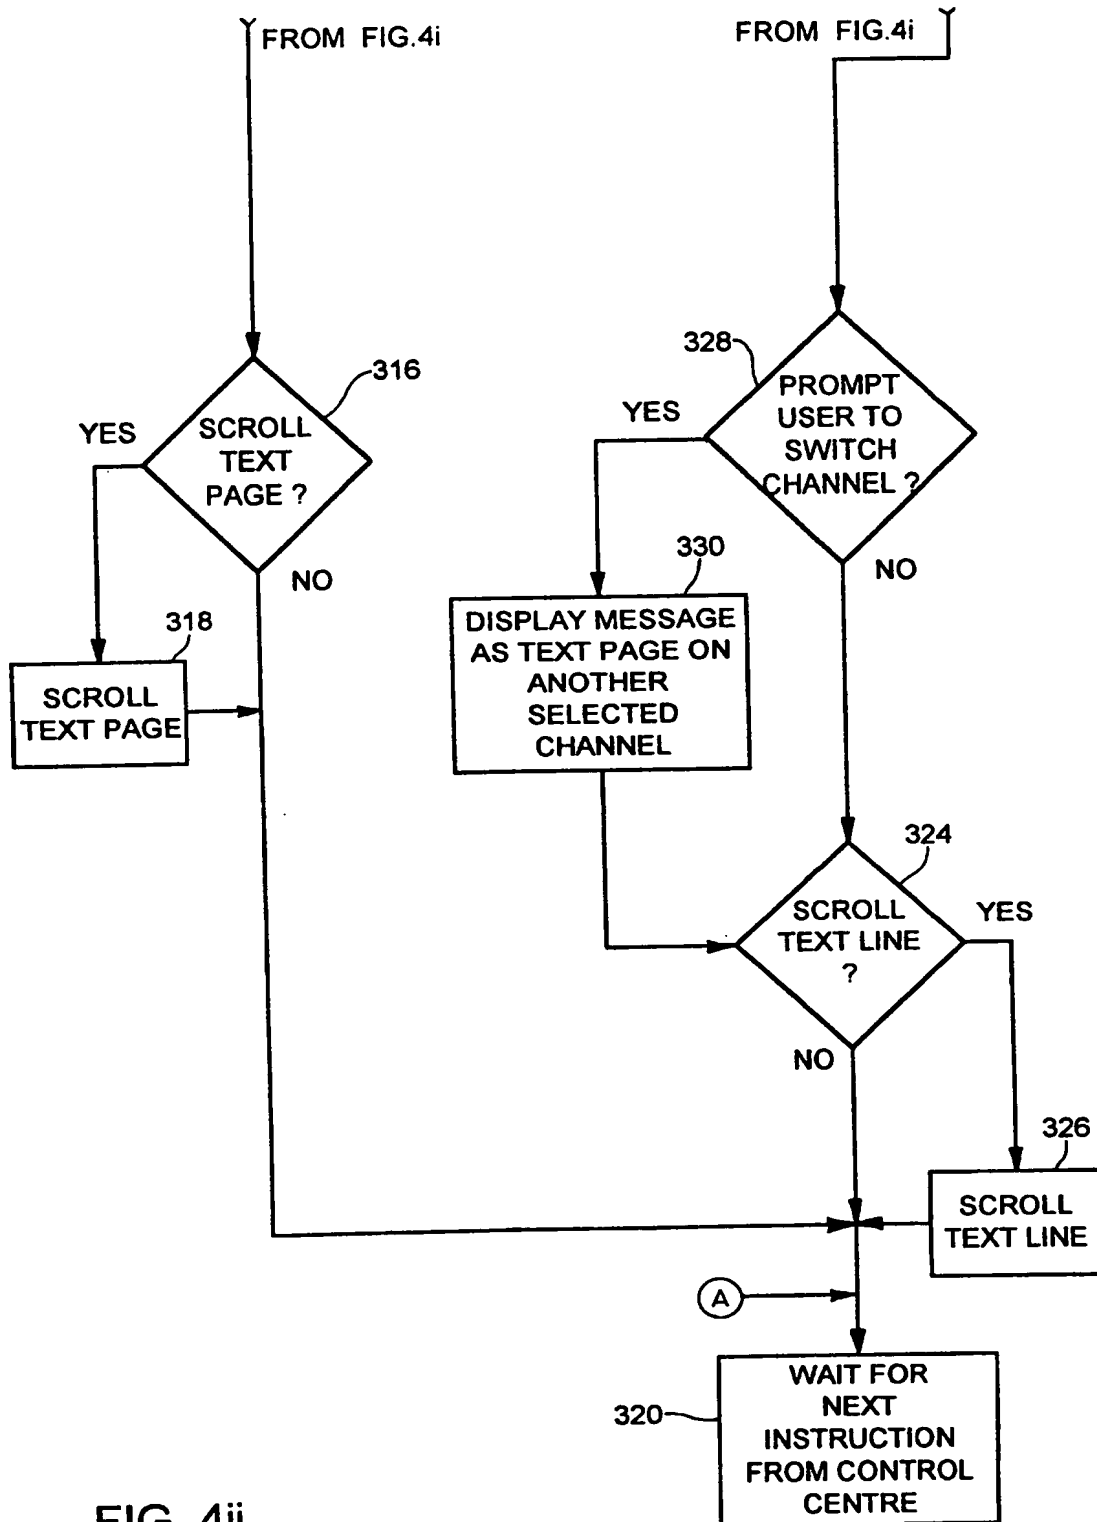 FROM FIG.4i
FROM FIG.4i
316
SCROLL
TEXT
PAGE ?
YES
NO
318
SCROLL
TEXT PAGE
328
PROMPT
USER TO
SWITCH
CHANNEL ?
YES
NO
330
DISPLAY MESSAGE
AS TEXT PAGE ON
ANOTHER
SELECTED
CHANNEL
324
SCROLL
TEXT LINE
?
YES
NO
326
SCROLL
TEXT LINE
A
320
WAIT FOR
NEXT
INSTRUCTION
FROM CONTROL
CENTRE
FIG. 4ii